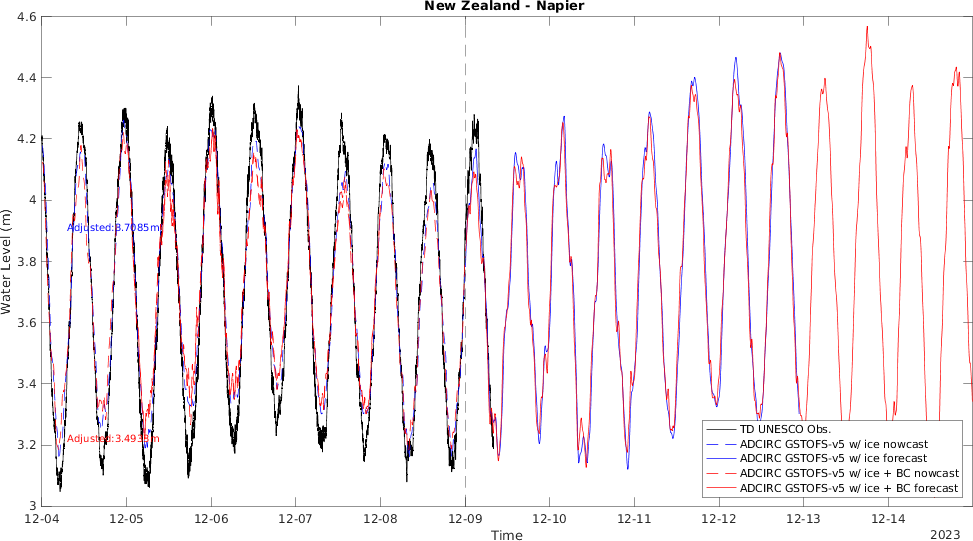 New Zealand - Napier
4.6
4.4
4.2
4
3.8
3.6
3.4
3.2
3
Water Level (m)
Adjusted:3.7085m
TD UNESCO Obs.
ADCIRC GSTOFS-v5 w/ ice nowcast
ADCIRC GSTOFS-v5 w/ ice forecast
ADCIRC GSTOFS-v5 w/ ice + BC nowcast
ADCIRC GSTOFS-v5 w/ ice + BC forecast
12-04 12-05 12-06 12-07 12-08 12-09 12-10 12-11 12-12 12-13 12-14
Time
2023